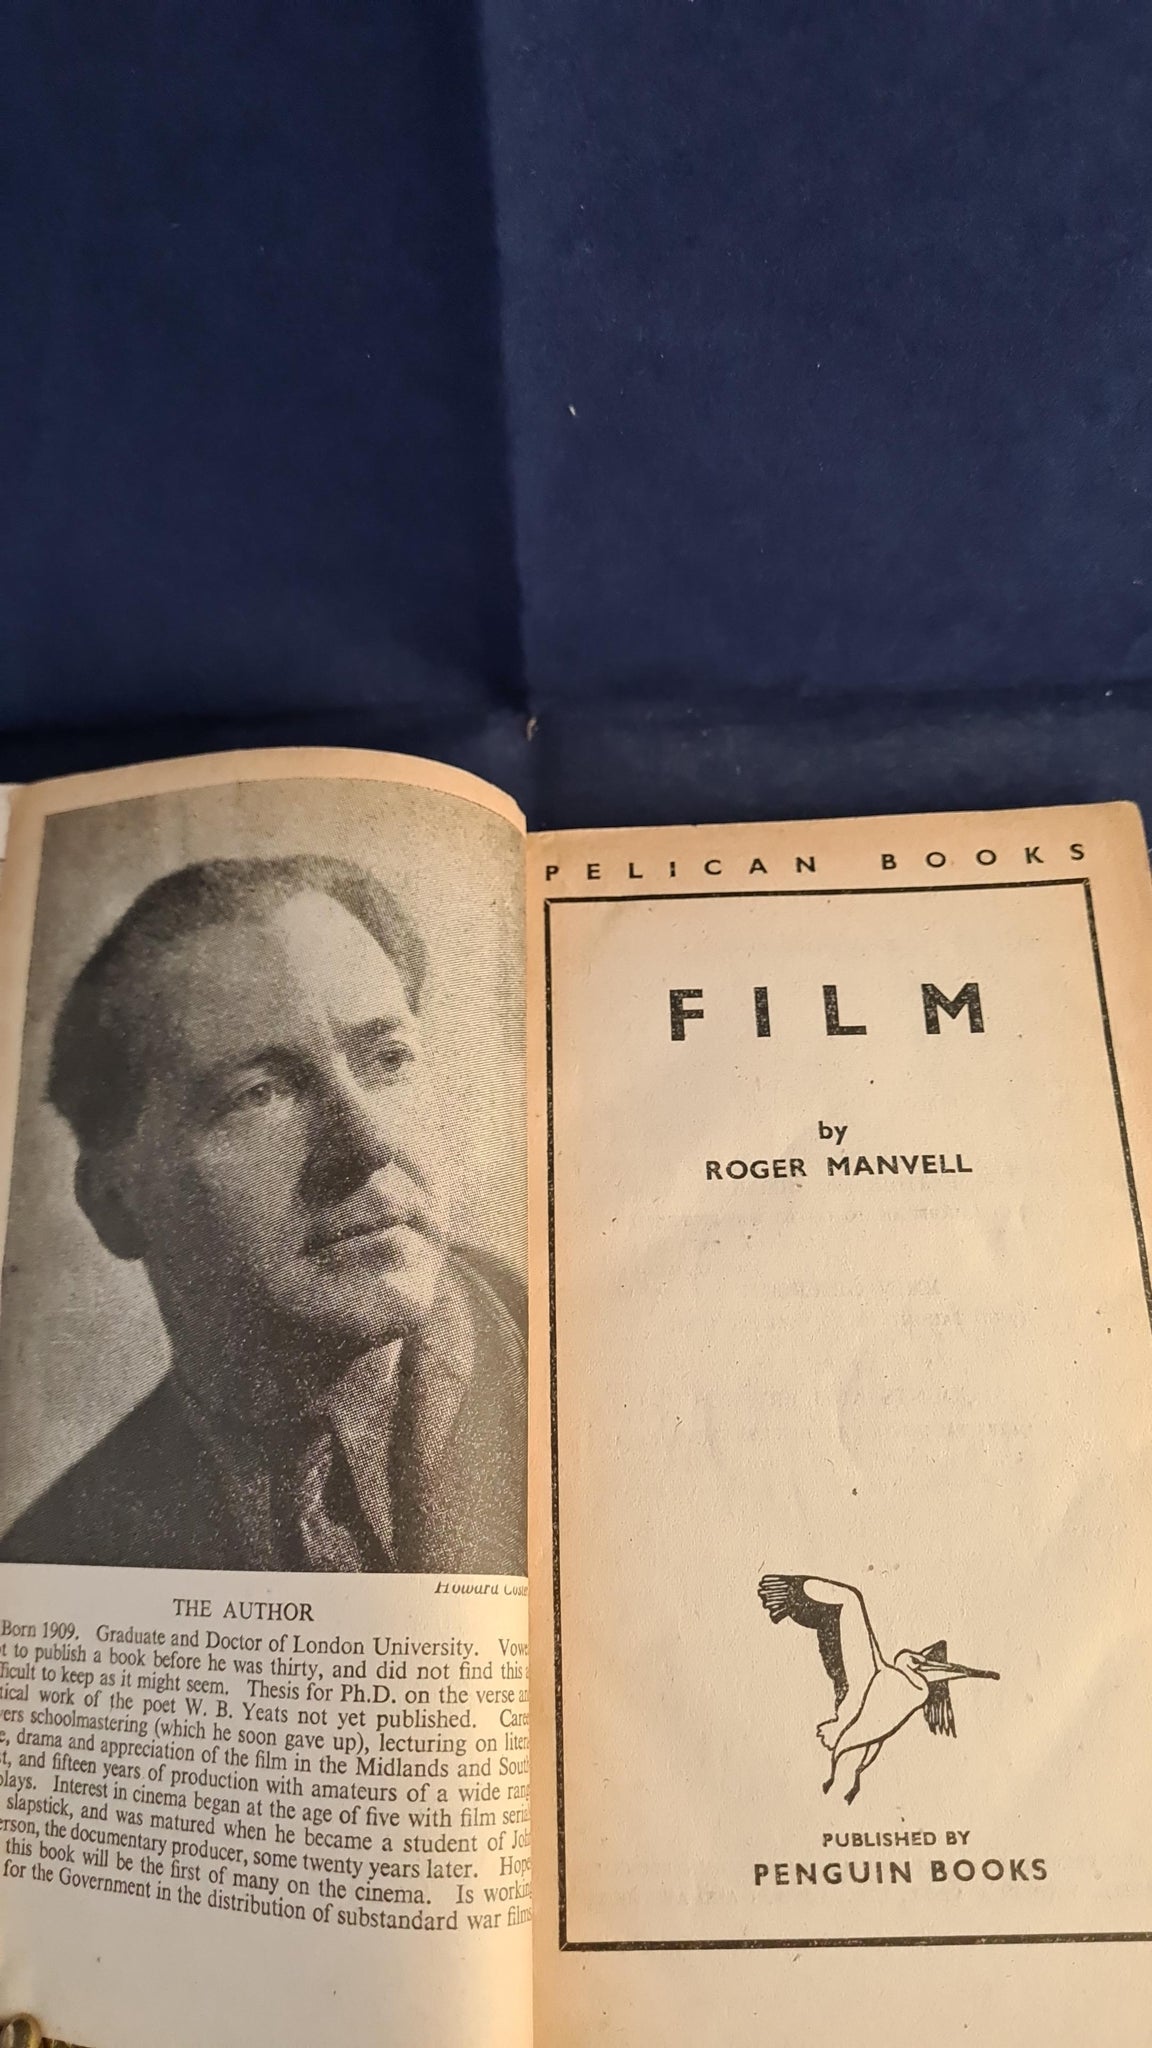 Howard
THE AUTHOR
Born 1909. Graduate and Doctor of London University.
to publish a book before he was thirty, and did not find this
to keep as it might seem. Thesis for Ph.D. on the verse
work of the poet W. B. Yeats not yet published.
schoolmastering (which he soon gave up), lecturing on
drama and appreciation of the film in the Midlands and
and fifteen years of production with amateurs of a wide
Interest in cinema began at the age of five with film
slapstick, and was matured when he became a student of
the documentary producer, some twenty years later.
this book will be the first of many on the cinema. Is
for the Government in the distribution of substandard war films
PELICAN BOOKS
FILM
by
ROGER MANVELL
PUBLISHED BY
PENGUIN BOOKS